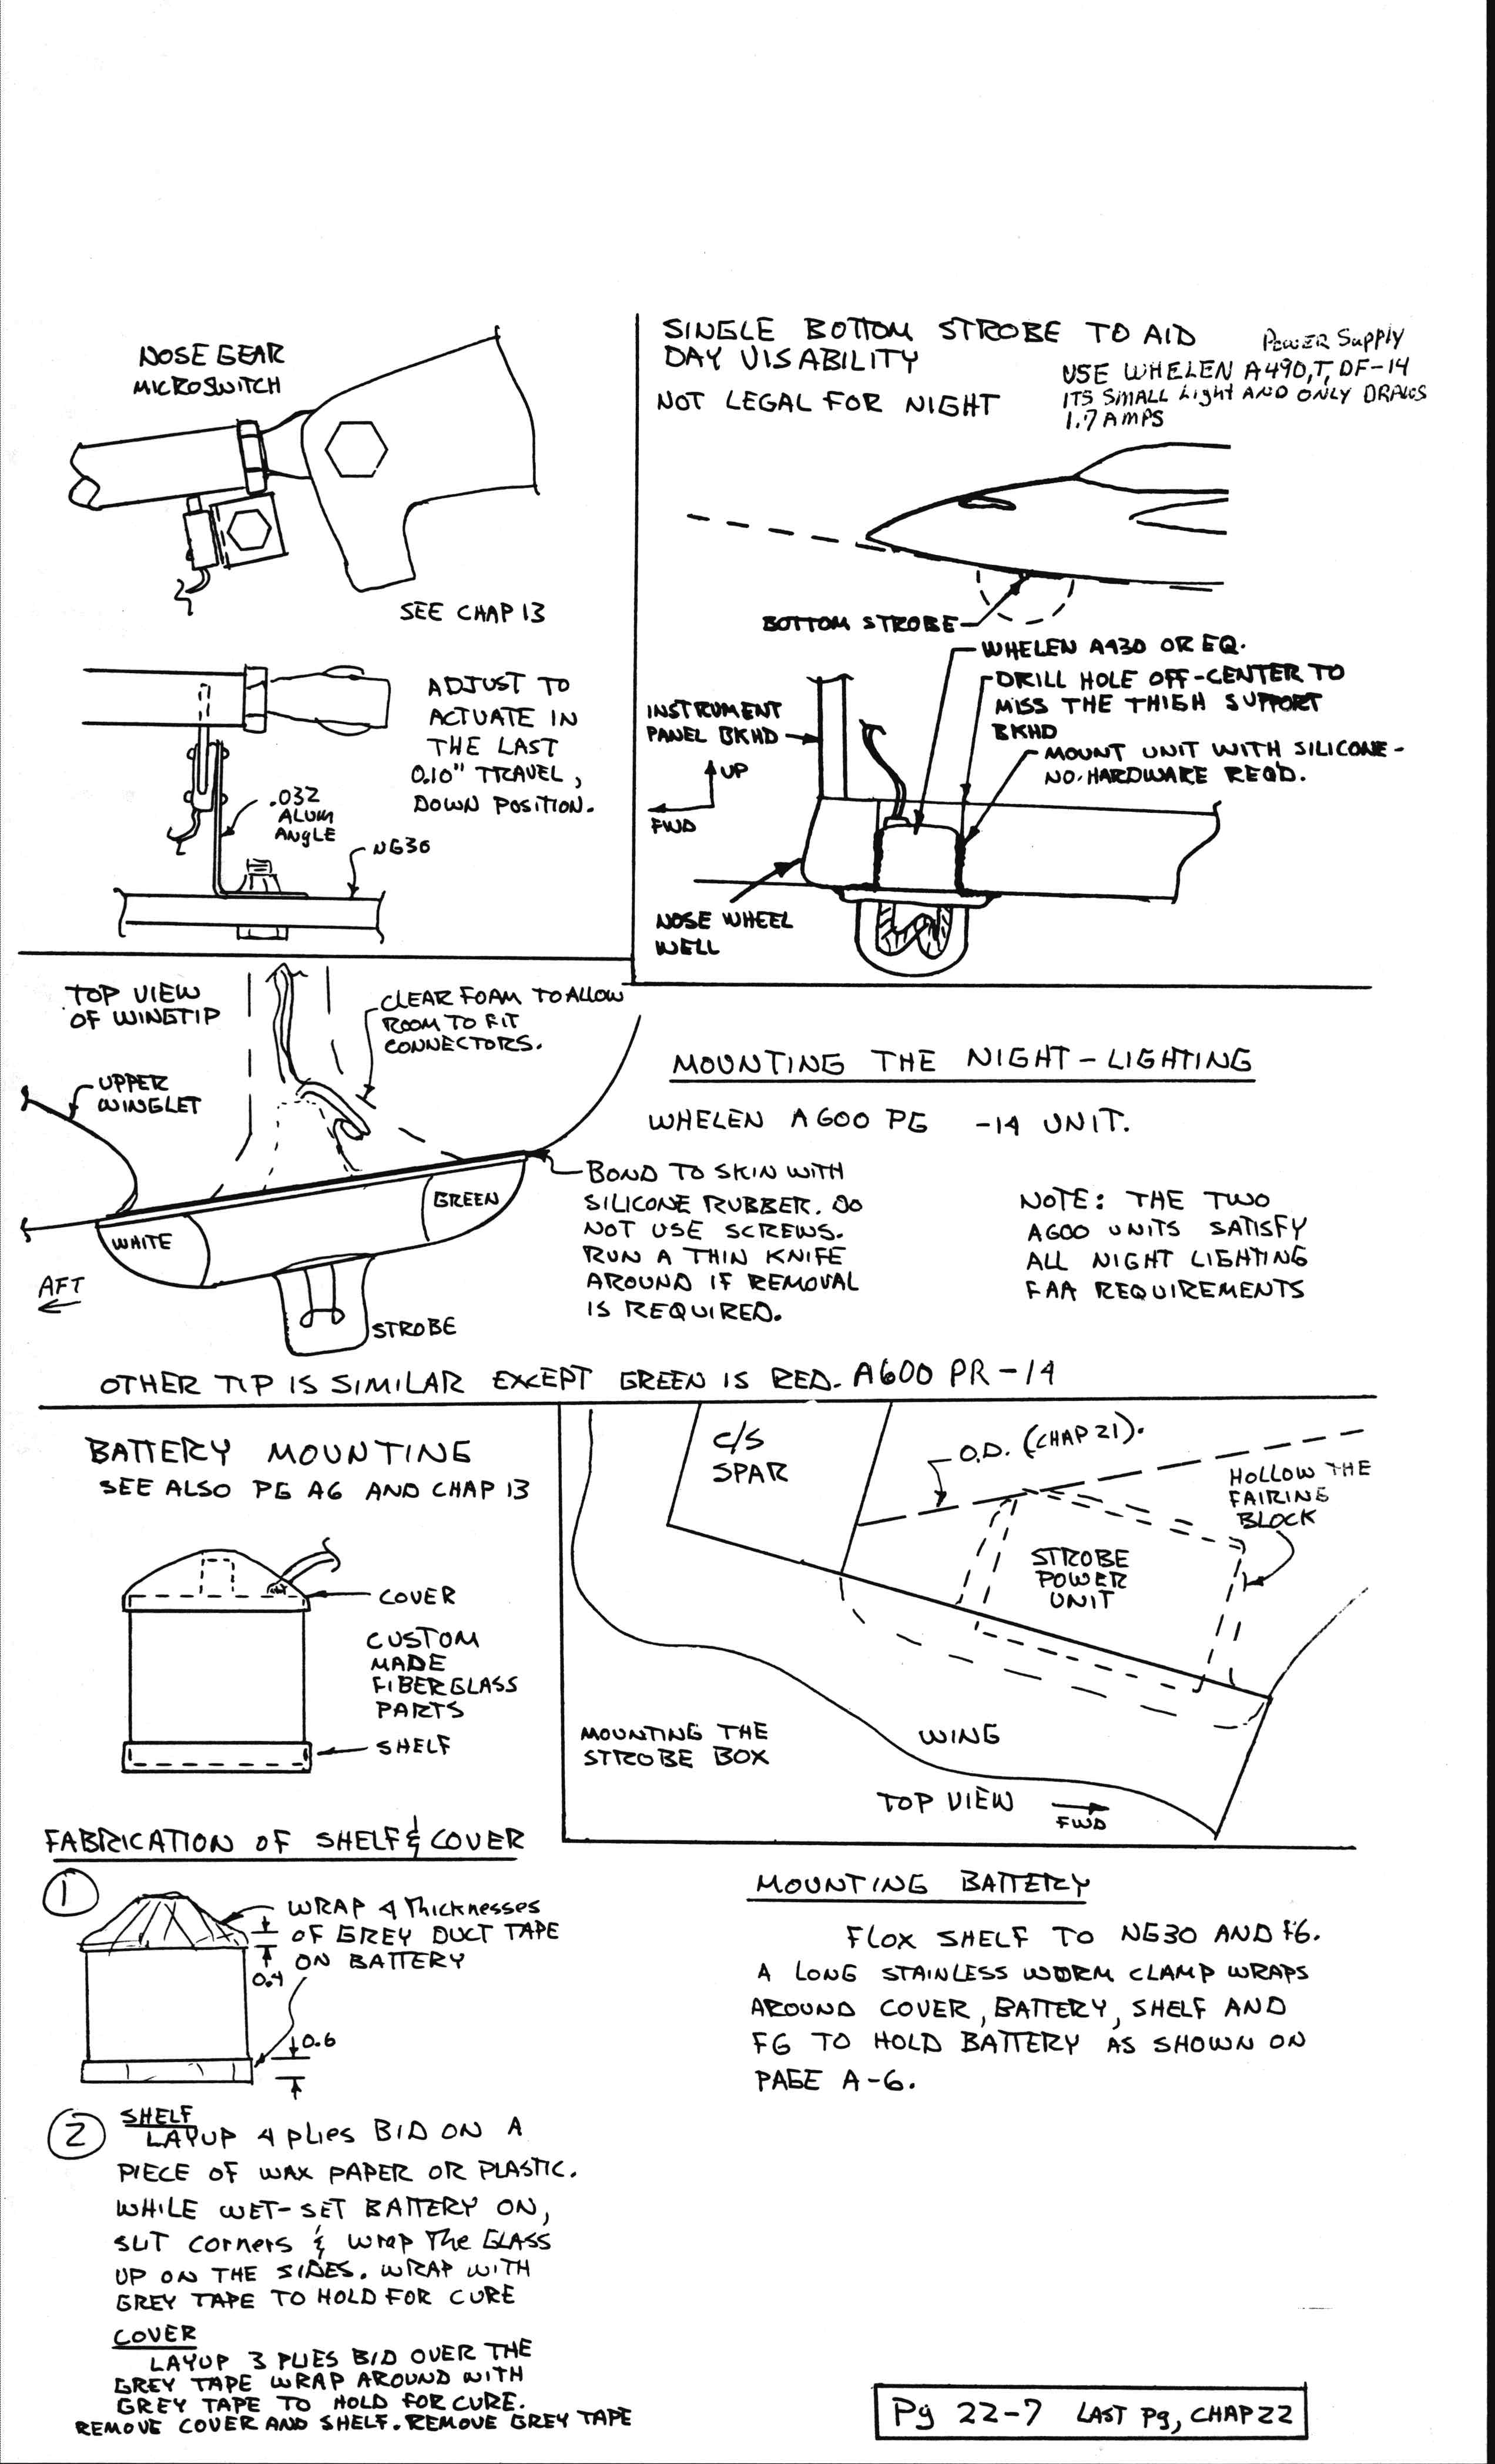 NOSE GEAR
MICROSWITCH
SEE CHAP 13
ADJUST TO
ACTUATE IN
THE LAST
0.10" TRAVEL,
DOWN POSITION.
.032
ALUM
ANGLE
NG30
SINGLE BOTTOM STROBE TO AID
DAY VISABILITY
NOT LEGAL FOR NIGHT
POWER SUPPLY
USE WHELEN A490,T,DF-14
ITS SMALL Light AND ONLY DRAWS
1.7 AMPS
BOTTOM STROBE
WHELEN A430 OR EQ.
DRILL HOLE OFF-CENTER TO
MISS THE THIGH SUPPORT
BKHD
MOUNT UNIT WITH SILICONE-
NO HARDWARE REQD.
INSTRUMENT
PANEL BKHD
UP
FWD
NOSE WHEEL
WELL
TOP VIEW
OF WINGTIP
CLEAR FOAM TO ALLOW
ROOM TO FIT
CONNECTORS.
UPPER
WINGLET
GREEN
WHITE
AFT
STROBE
MOUNTING THE NIGHT-LIGHTING
WHELEN A600 PG -14 UNIT.
BOND TO SKIN WITH
SILICONE RUBBER. DO
NOT USE SCREWS.
RUN A THIN KNIFE
AROUND IF REMOVAL
IS REQUIRED.
NOTE: THE TWO
A600 UNITS SATISFY
ALL NIGHT LIGHTING
FAA REQUIREMENTS
OTHER TIP IS SIMILAR EXCEPT GREEN IS RED. A600 PR-14
BATTERY MOUNTING
SEE ALSO PG A6 AND CHAP 13
COVER
CUSTOM
MADE
FIBERGLASS
PARTS
SHELF
C/S
SPAR
O.D. (CHAP 21).
HOLLOW THE
FAIRING
BLOCK
STROBE
POWER
UNIT
MOUNTING THE
STROBE BOX
WING
TOP VIEW
FWD
FABRICATION OF SHELF & COVER
1
WRAP 4 Thicknesses
OF GREY DUCT TAPE
ON BATTERY
0.4
0.6
2
SHELF
LAYUP 4 plies BID ON A
PIECE OF WAX PAPER OR PLASTIC.
WHILE WET-SET BATTERY ON,
SLIT corners & wrap The GLASS
UP ON THE SIDES. WRAP WITH
GREY TAPE TO HOLD FOR CURE
COVER
LAYUP 3 PLIES BID OVER THE
GREY TAPE WRAP AROUND WITH
GREY TAPE TO HOLD FOR CURE.
REMOVE COVER AND SHELF. REMOVE GREY TAPE
MOUNTING BATTERY
FLOX SHELF TO NG30 AND F6.
A LONG STAINLESS WORM CLAMP WRAPS
AROUND COVER, BATTERY, SHELF AND
F6 TO HOLD BATTERY AS SHOWN ON
PAGE A-6.
Pg 22-7 LAST Pg, CHAP 22